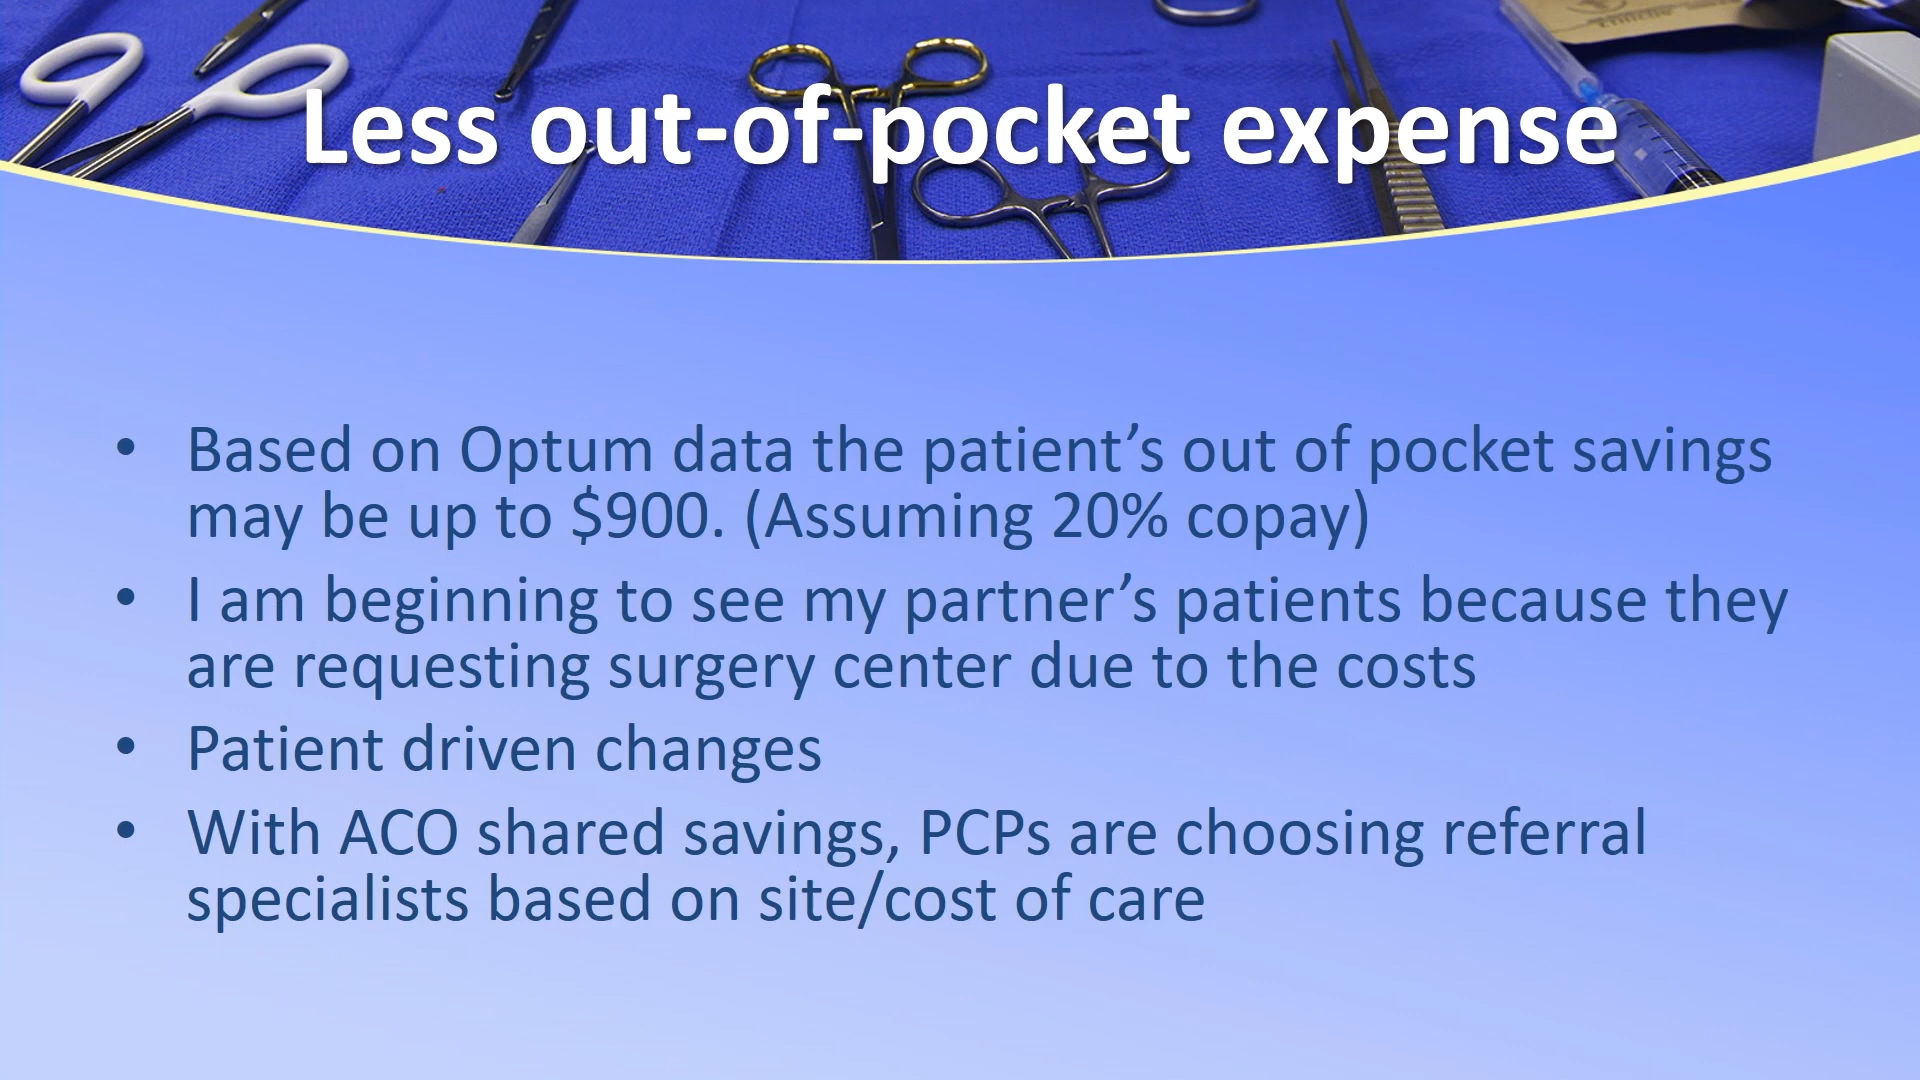 Less out-of-pocket expense
• Based on Optum data the patient’s out of pocket savings
may be up to $900. (Assuming 20% copay)
• I am beginning to see my partner’s patients because they
are requesting surgery center due to the costs
• Patient driven changes
• With ACO shared savings, PCPs are choosing referral
specialists based on site/cost of care